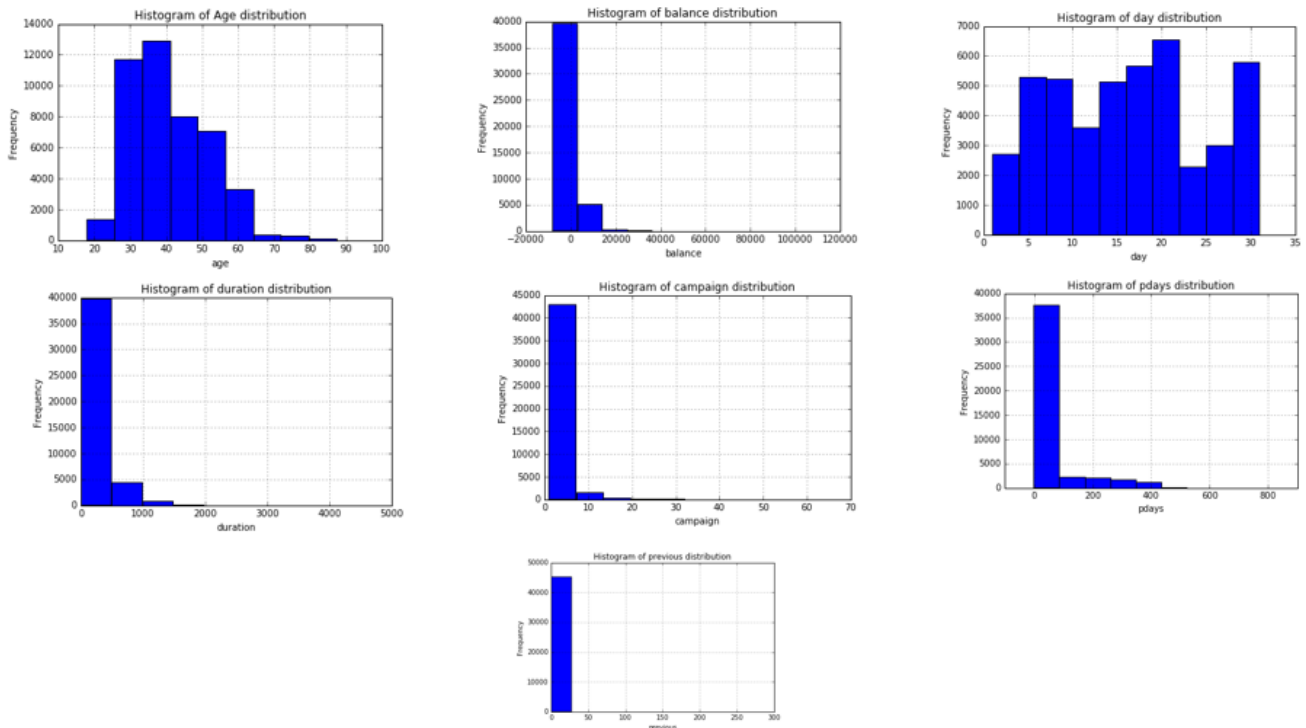 Histogram of Age distribution
14000
12000
10000
8000
6000
4000
2000
0
Frequency
10 20 30 40 50 60 70 80 90 100
age
Histogram of balance distribution
40000
35000
30000
25000
20000
15000
10000
5000
0
Frequency
−20000 0 20000 40000 60000 80000 100000 120000
balance
Histogram of day distribution
7000
6000
5000
4000
3000
2000
1000
0
Frequency
0 5 10 15 20 25 30 35
day
Histogram of duration distribution
40000
35000
30000
25000
20000
15000
10000
5000
0
Frequency
0 1000 2000 3000 4000 5000
duration
Histogram of campaign distribution
45000
40000
35000
30000
25000
20000
15000
10000
5000
0
Frequency
0 10 20 30 40 50 60 70
campaign
Histogram of pdays distribution
40000
35000
30000
25000
20000
15000
10000
5000
0
Frequency
0 200 400 600 800
pdays
Histogram of previous distribution
50000
40000
30000
20000
10000
0
Frequency
0 50 100 150 200 250 300